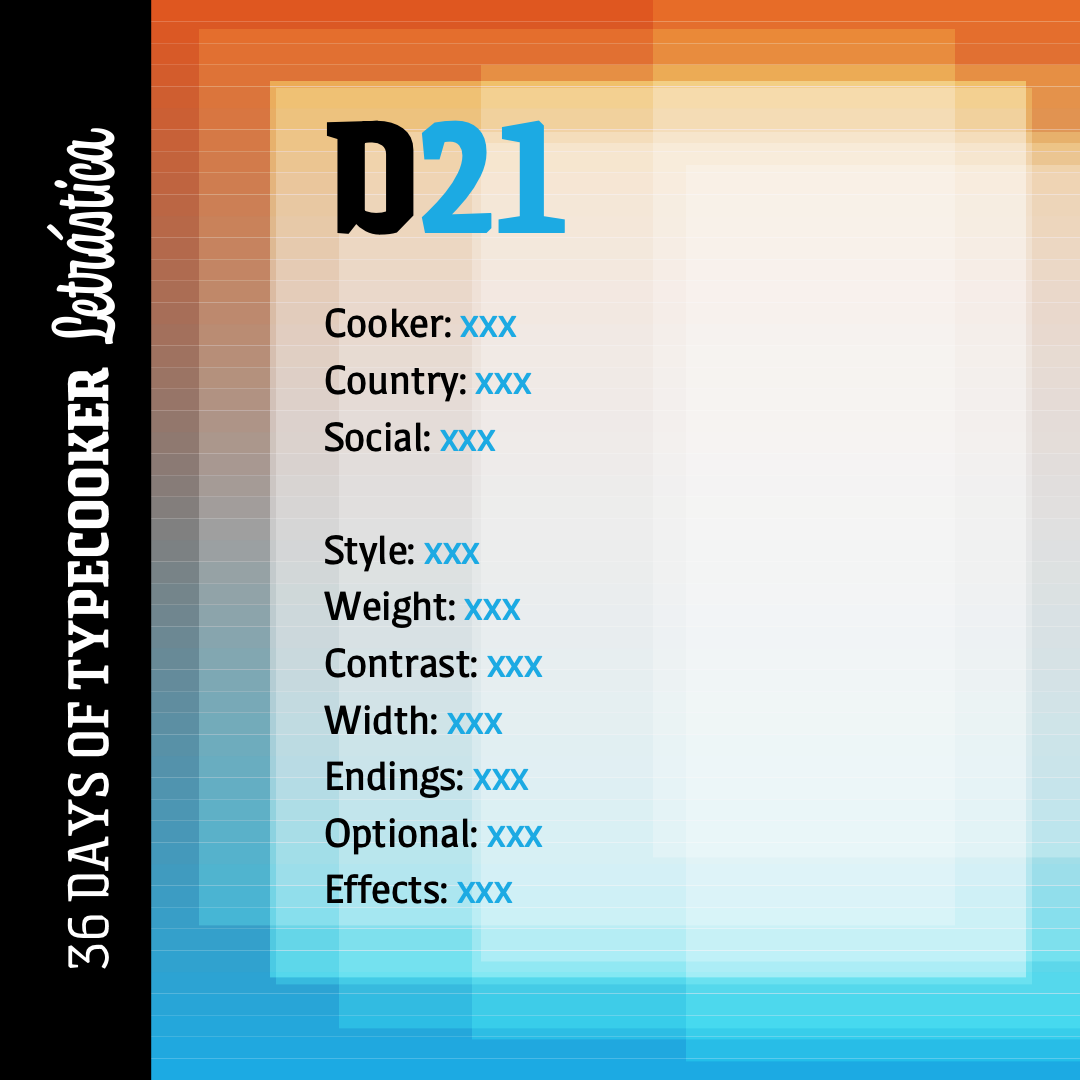 36 DAYS OF TYPECOOKER Letrástica
D21
Cooker: xxx
Country: xxx
Social: xxx
Style: xxx
Weight: xxx
Contrast: xxx
Width: xxx
Endings: xxx
Optional: xxx
Effects: xxx